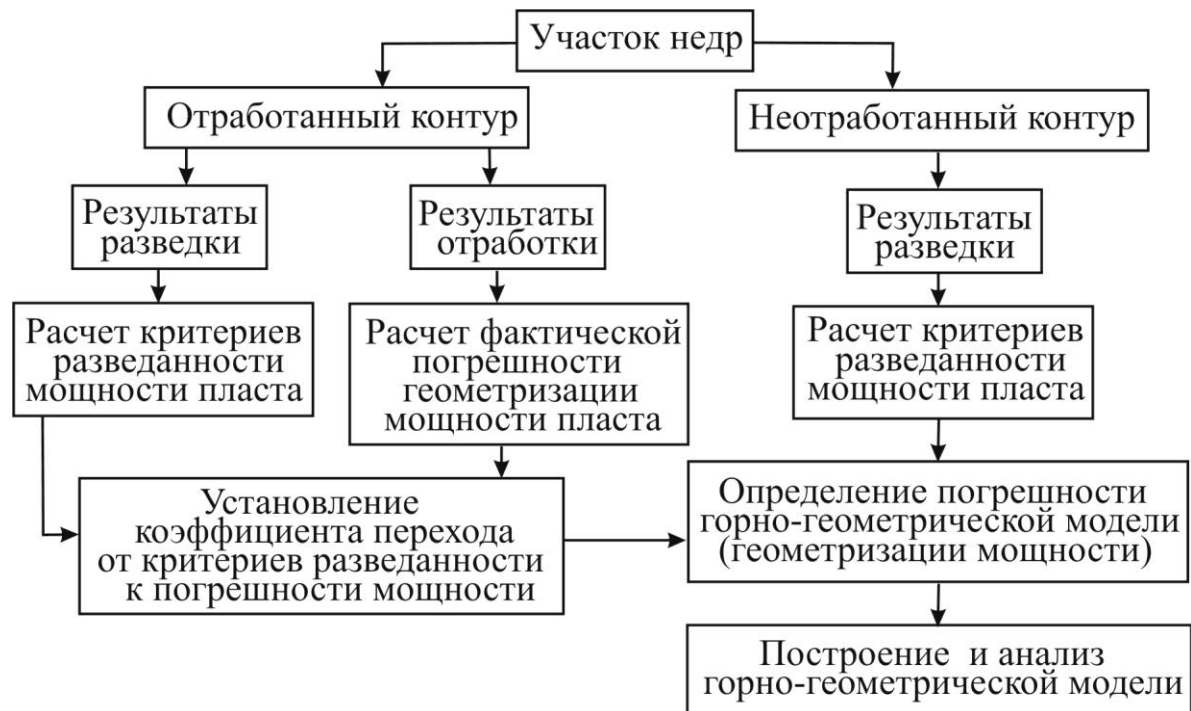 Участок недр
Отработанный контур
Неотработанный контур
Результаты
разведки
Результаты
отработки
Результаты
разведки
Расчет критериев
разведанности
мощности пласта
Расчет фактической
погрешности
геометризации
мощности пласта
Расчет критериев
разведанности
мощности пласта
Установление
коэффициента перехода
от критериев разведанности
к погрешности мощности
Определение погрешности
горно-геометрической модели
(геометризации мощности)
Построение и анализ
горно-геометрической модели